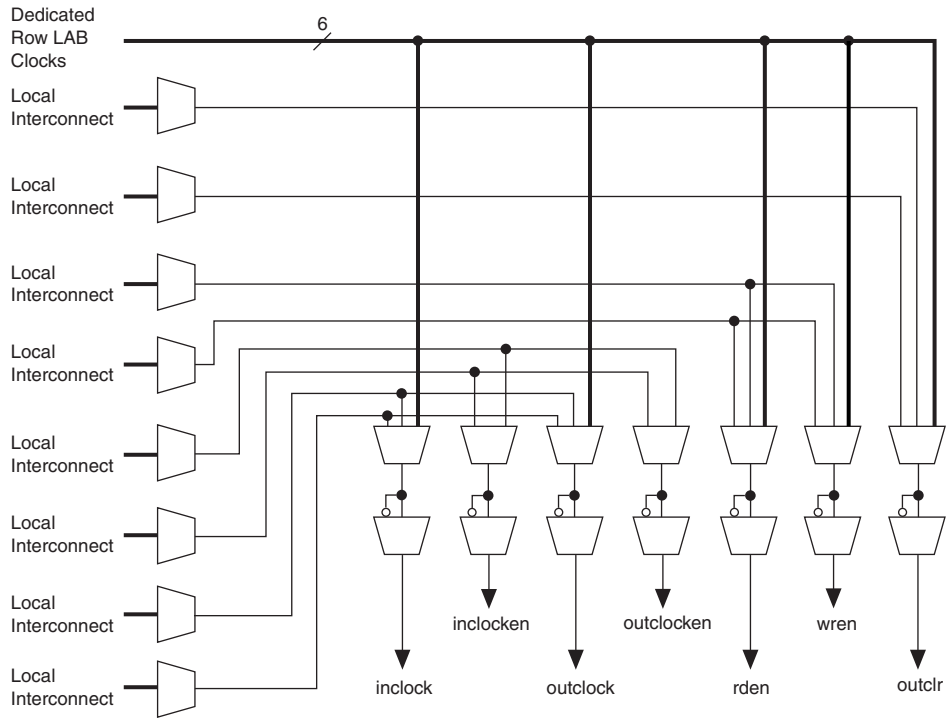 Dedicated
Row LAB
Clocks
6
Local
Interconnect
Local
Interconnect
Local
Interconnect
Local
Interconnect
Local
Interconnect
Local
Interconnect
Local
Interconnect
Local
Interconnect
inclocken
outclocken
wren
inclock
outclock
rden
outclr